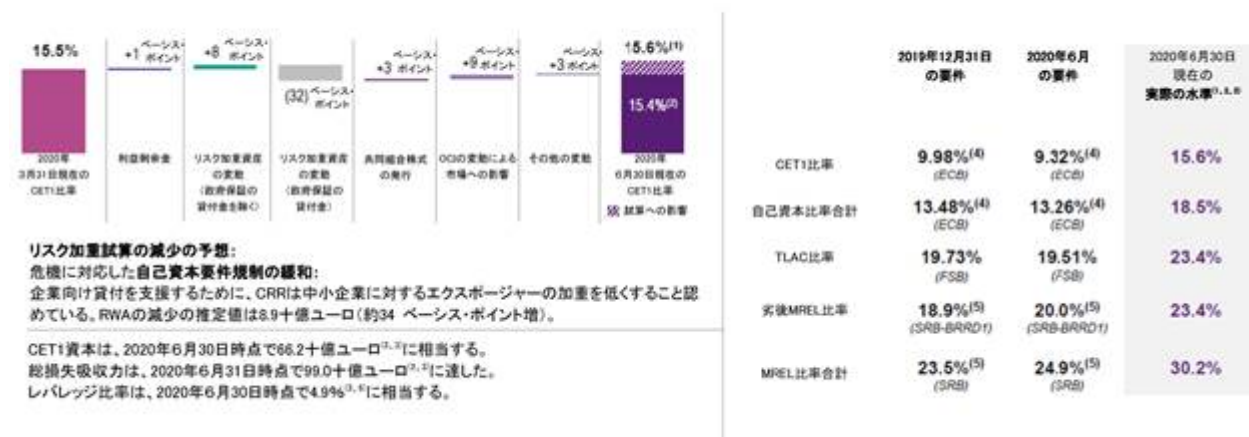 15.5%
+1 ベーシス・
ポイント
+8 ベーシス・
ポイント
(32) ベーシス・
ポイント
+3 ベーシス・
ポイント
+9 ベーシス・
ポイント
+3 ベーシス・
ポイント
15.6%(1)
15.4%(2)
2020年
3月31日現在の
CET1比率
利益剰余金
リスク加重資産
の変動
(政府保証の
貸付金を除く)
リスク加重資産
の変動
(政府保証の
貸付金)
共同組合株式
の発行
OCIの変動による
市場への影響
その他の変動
2020年
6月30日現在の
CET1比率
試算への影響
リスク加重試算の減少の予想:
危機に対応した自己資本要件規制の緩和:
企業向け貸付を支援するために、CRRは中小企業に対するエクスポージャーの加重を低くすること認
めている。RWAの減少の推定値は8.9十億ユーロ(約34 ベーシス・ポイント増)。
CET1資本は、2020年6月30日時点で66.2十億ユーロに相当する。
総損失吸収力は、2020年6月31日時点で99.0十億ユーロに達した。
レバレッジ比率は、2020年6月30日時点で4.9%に相当する。
2019年12月31日
の要件
2020年6月
の要件
2020年6月30日
現在の
実際の水準
CET1比率 9.98%(4) 9.32%(4) 15.6%
(ECB) (ECB)
自己資本比率合計 13.48%(4) 13.26%(4) 18.5%
(ECB) (ECB)
TLAC比率 19.73% 19.51% 23.4%
(FSB) (FSB)
劣後MREL比率 18.9%(5) 20.0%(5) 23.4%
(SRB-BRRD1) (SRB-BRRD1)
MREL比率合計 23.5%(5) 24.9%(5) 30.2%
(SRB) (SRB)